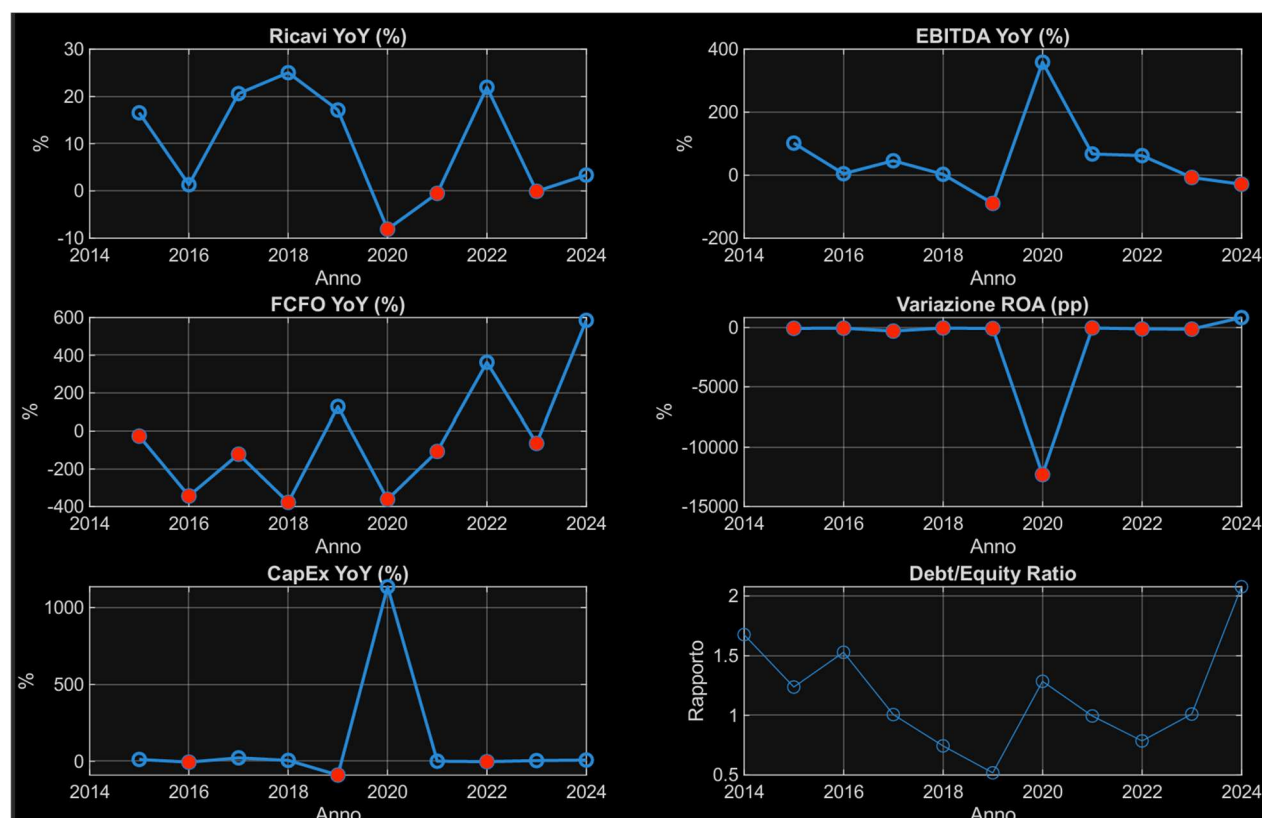 Ricavi YoY (%)
30
20
10
0
-10
%
2014 2016 2018 2020 2022 2024
Anno
EBITDA YoY (%)
400
200
0
-200
%
2014 2016 2018 2020 2022 2024
Anno
FCFO YoY (%)
600
400
200
0
-200
-400
%
2014 2016 2018 2020 2022 2024
Anno
Variazione ROA (pp)
0
-5000
-10000
-15000
%
2014 2016 2018 2020 2022 2024
Anno
CapEx YoY (%)
1000
500
0
%
2014 2016 2018 2020 2022 2024
Anno
Debt/Equity Ratio
2
1.5
1
0.5
Rapporto
2014 2016 2018 2020 2022 2024
Anno